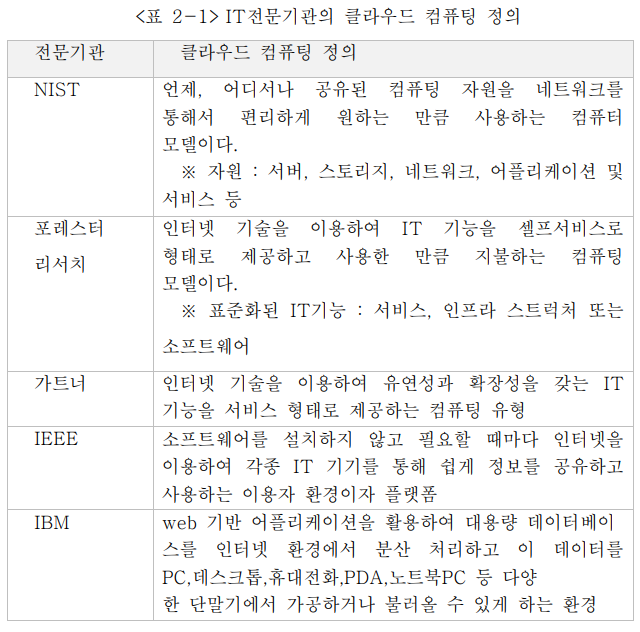 <표 2-1> IT전문기관의 클라우드 컴퓨팅 정의
전문기관 클라우드 컴퓨팅 정의
NIST
언제, 어디서나 공유된 컴퓨팅 자원을 네트워크를
통해서 편리하게 원하는 만큼 사용하는 컴퓨터
모델이다.
※ 자원 : 서버, 스토리지, 네트워크, 어플리케이션 및
서비스 등
포레스터
리서치
인터넷 기술을 이용하여 IT 기능을 셀프서비스로
형태로 제공하고 사용한 만큼 지불하는 컴퓨팅
모델이다.
※ 표준화된 IT기능 : 서비스, 인프라 스트럭처 또는
소프트웨어
가트너
인터넷 기술을 이용하여 유연성과 확장성을 갖는 IT
기능을 서비스 형태로 제공하는 컴퓨팅 유형
IEEE
소프트웨어를 설치하지 않고 필요할 때마다 인터넷을
이용하여 각종 IT 기기를 통해 쉽게 정보를 공유하고
사용하는 이용자 환경이자 플랫폼
IBM
web 기반 어플리케이션을 활용하여 대용량 데이터베이
스를 인터넷 환경에서 분산 처리하고 이 데이터를
PC,데스크톱,휴대전화,PDA,노트북PC 등 다양
한 단말기에서 가공하거나 불러올 수 있게 하는 환경